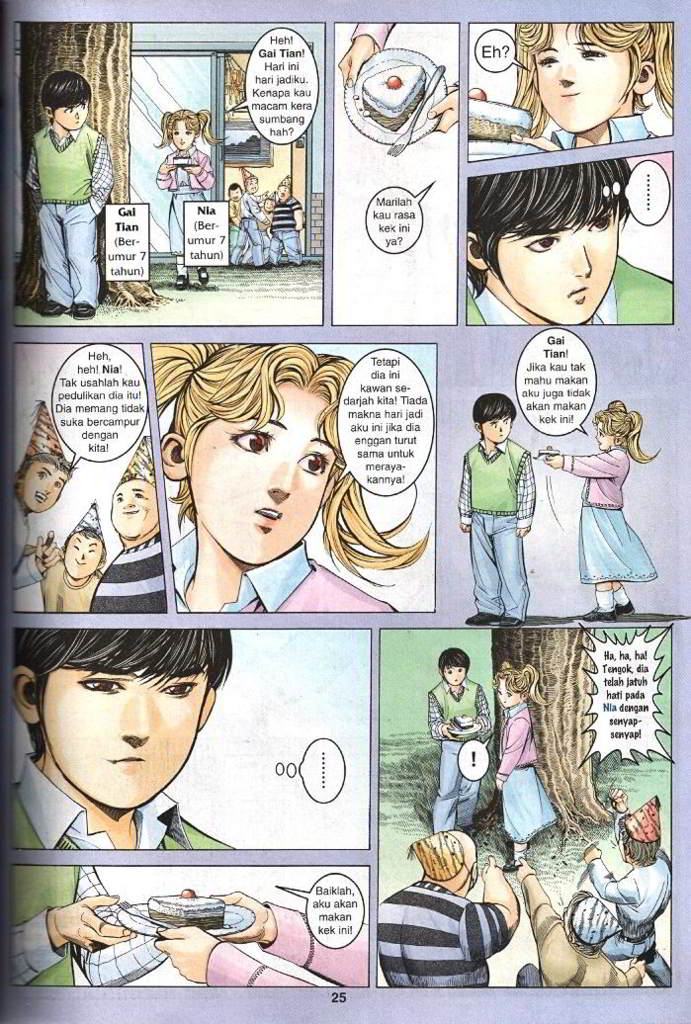 Heh!
Gai Tian!
Hari ini
hari jadiku.
Kenapa kau
macam kera
sumbang
hah?
Gai
Tian
(Ber-
umur 7
tahun)
Nia
(Ber-
umur 7
tahun)
Marilah
kau rasa
kek ini
ya?
Eh?
Heh,
heh! Nia!
Tak usahlah kau
pedulikan dia itu!
Dia memang tidak
suka bercampur
dengan
kita!
Tetapi
dia ini
kawan se-
darjah kita! Tiada
makna hari jadi
aku ini jika dia
enggan turut
sama untuk
meraya-
kannya!
Gai
Tian!
Jika kau tak
mahu makan
aku juga tidak
akan makan
kek ini!
Baiklah,
aku akan
makan
kek ini!
Ha, ha, ha!
Tengok, dia
telah jatuh
hati pada
Nia dengan
senyap-
senyap!
!
25